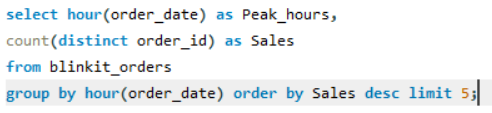 select hour(order_date) as Peak_hours,
count(distinct order_id) as Sales
from blinkit_orders
group by hour(order_date) order by Sales desc limit 5;